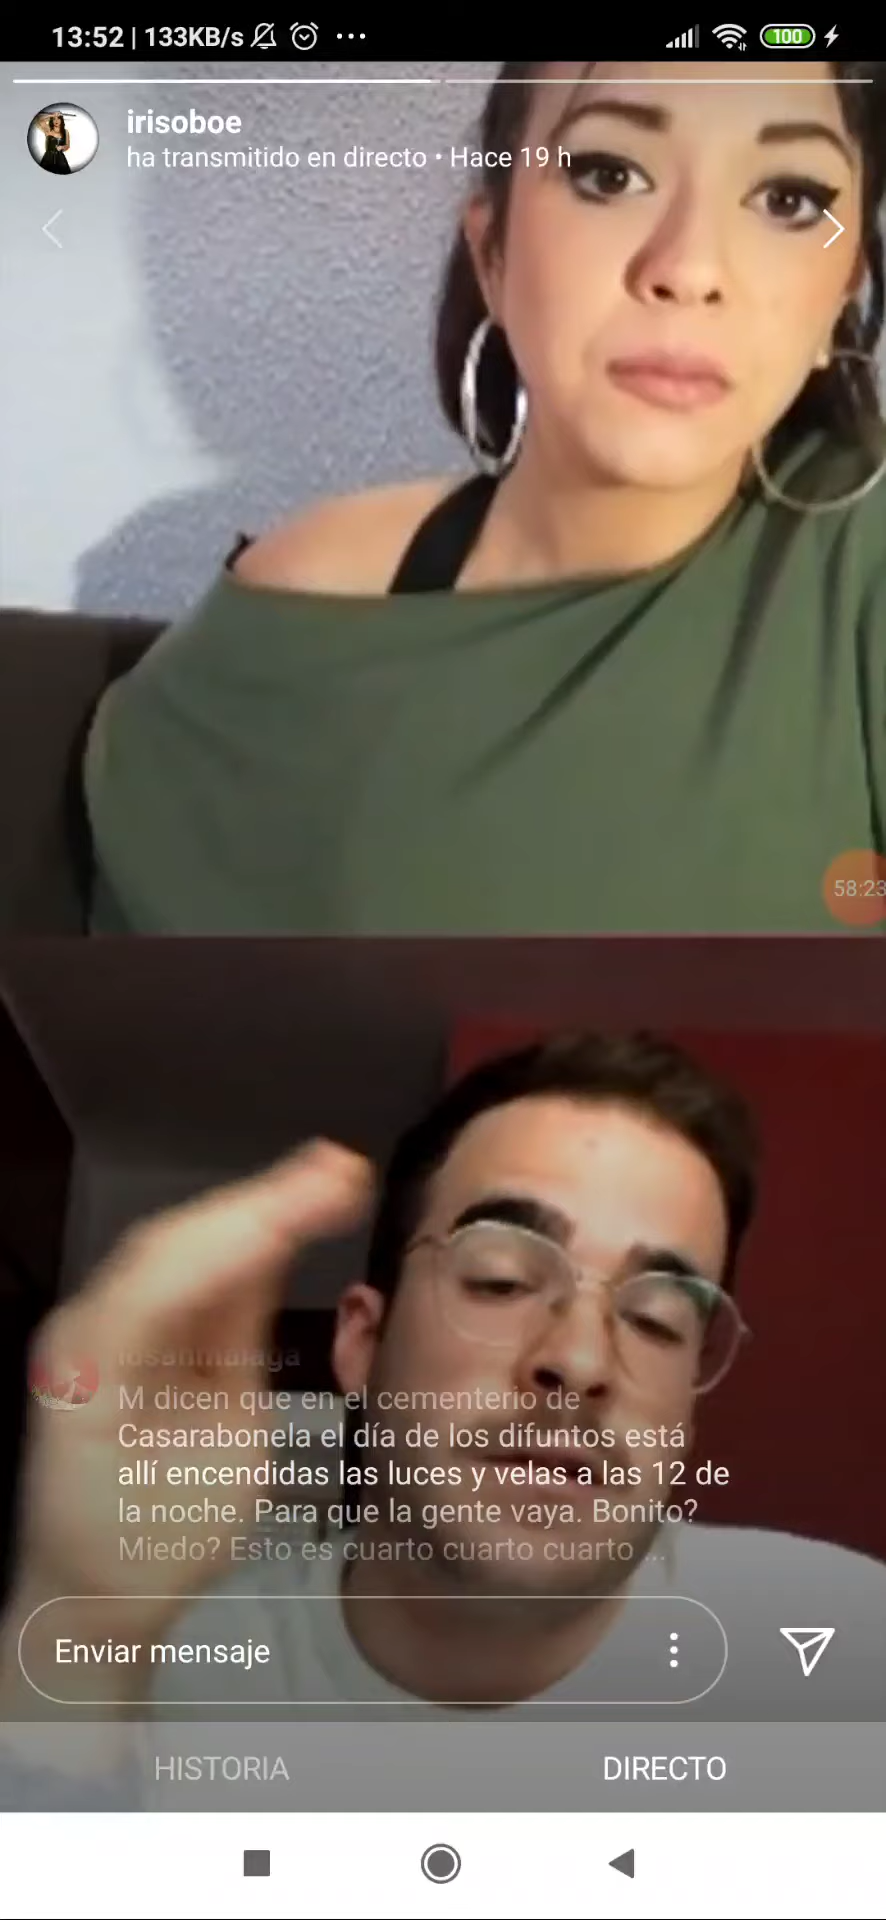 13:52 | 133KB/s
100
irisoboe
ha transmitido en directo • Hace 19 h
58:23
M dicen que en el cementerio de
Casarabonela el día de los difuntos está
allí encendidas las luces y velas a las 12 de
la noche. Para que la gente vaya. Bonito?
Miedo? Esto es cuarto cuarto cuarto ...
Enviar mensaje
HISTORIA
DIRECTO